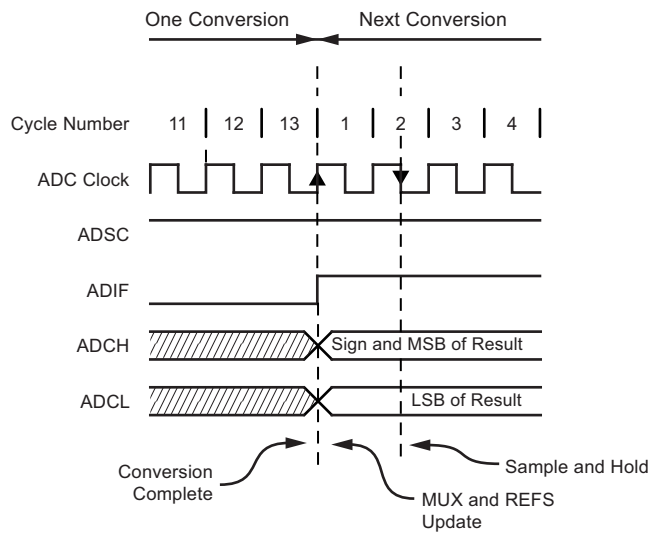 One Conversion
Next Conversion
Cycle Number
11 12 13 1 2 3 4
ADC Clock
ADSC
ADIF
ADCH
Sign and MSB of Result
ADCL
LSB of Result
Conversion
Complete
MUX and REFS
Update
Sample and Hold